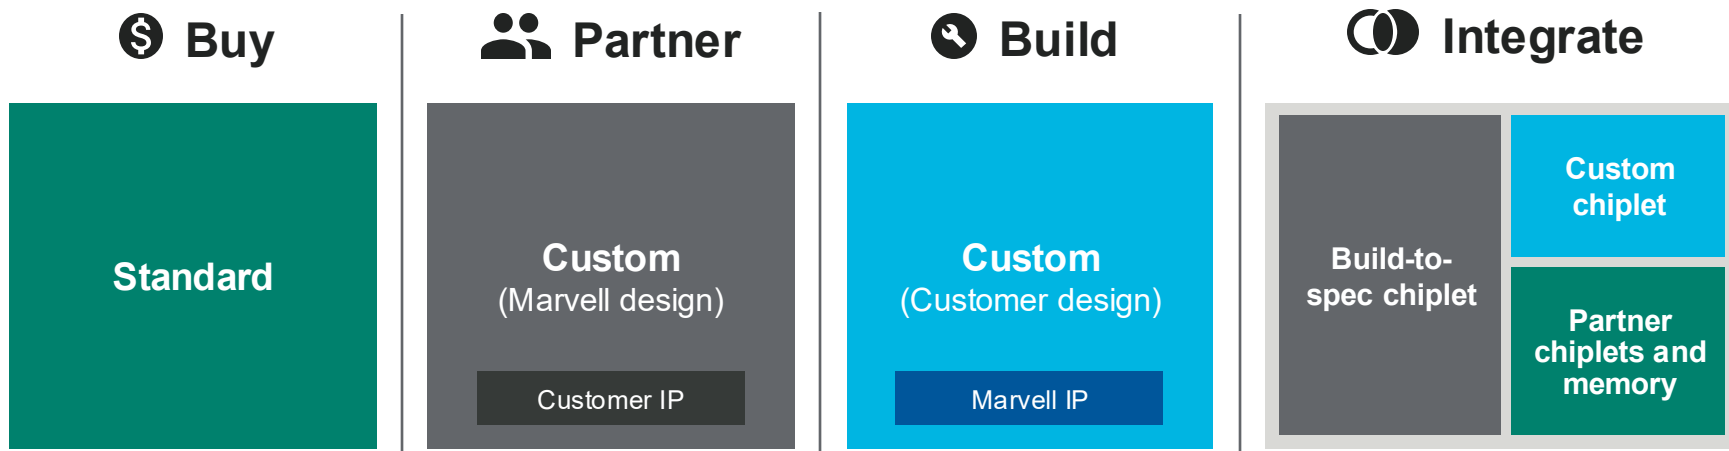 Buy
Partner
Build
Integrate
Standard
Custom
(Marvell design)
Customer IP
Custom
(Customer design)
Marvell IP
Build-to-
spec chiplet
Custom
chiplet
Partner
chiplets and
memory